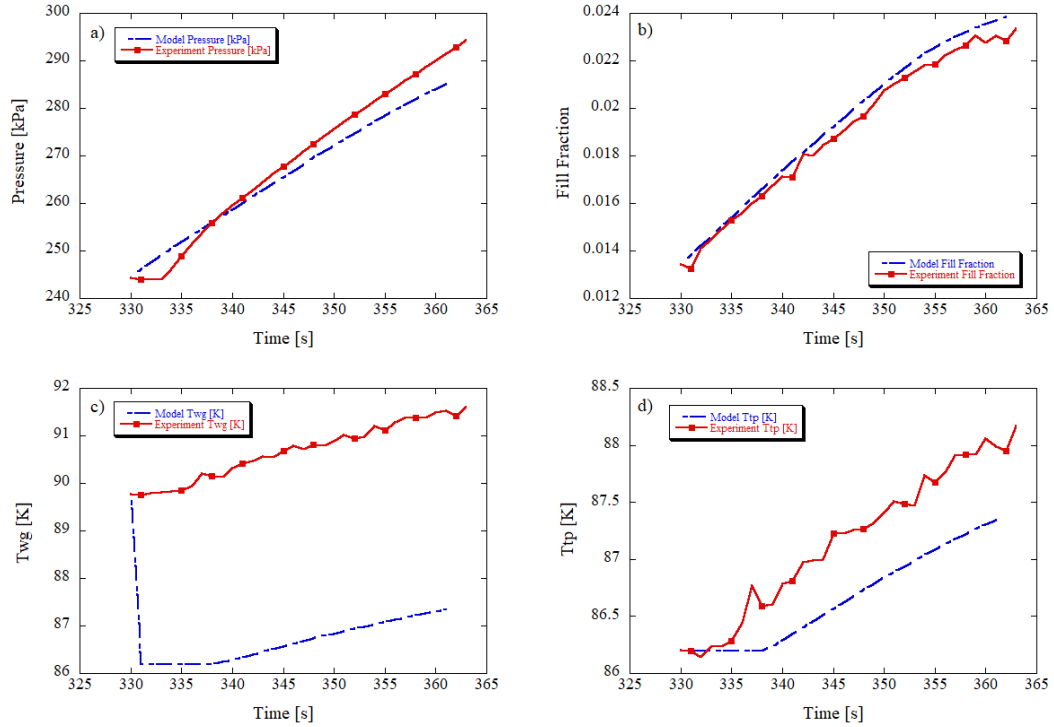 a)
Model Pressure [kPa]
Experiment Pressure [kPa]
Pressure [kPa]
300
290
280
270
260
250
240
325 330 335 340 345 350 355 360 365
Time [s]
b)
Model Fill Fraction
Experiment Fill Fraction
Fill Fraction
0.024
0.022
0.02
0.018
0.016
0.014
0.012
325 330 335 340 345 350 355 360 365
Time [s]
c)
Model Twg [K]
Experiment Twg [K]
Twg [K]
92
91
90
89
88
87
86
325 330 335 340 345 350 355 360 365
Time [s]
d)
Model Ttp [K]
Experiment Ttp [K]
Ttp [K]
88.5
88
87.5
87
86.5
86
325 330 335 340 345 350 355 360 365
Time [s]